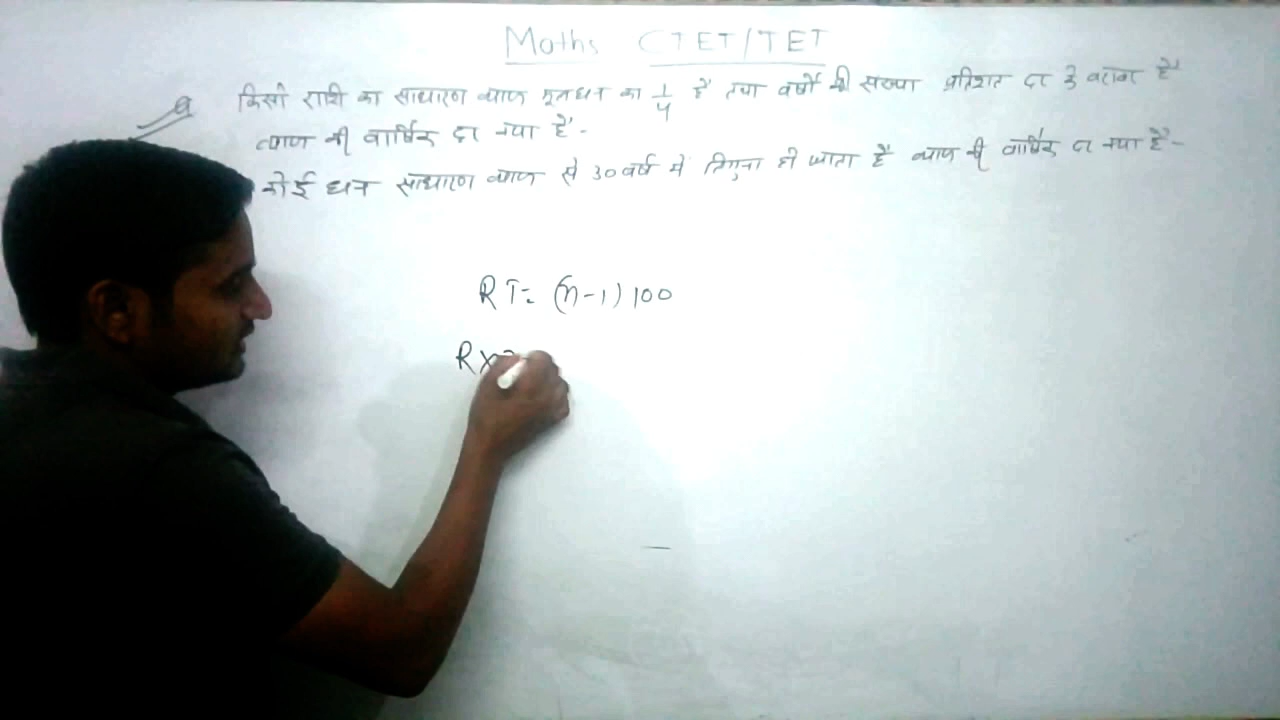 Maths CTET/TET
किसी राशि का साधारण ब्याज मूलधन का 1/4 है तथा वर्षों की संख्या प्रतिशत दर के बराबर है
ब्याज की वार्षिक दर क्या है -
कोई धन साधारण ब्याज से 30 वर्ष में तिगुना हो जाता है ब्याज की वार्षिक दर क्या है -
RT = (n-1) 100
R×